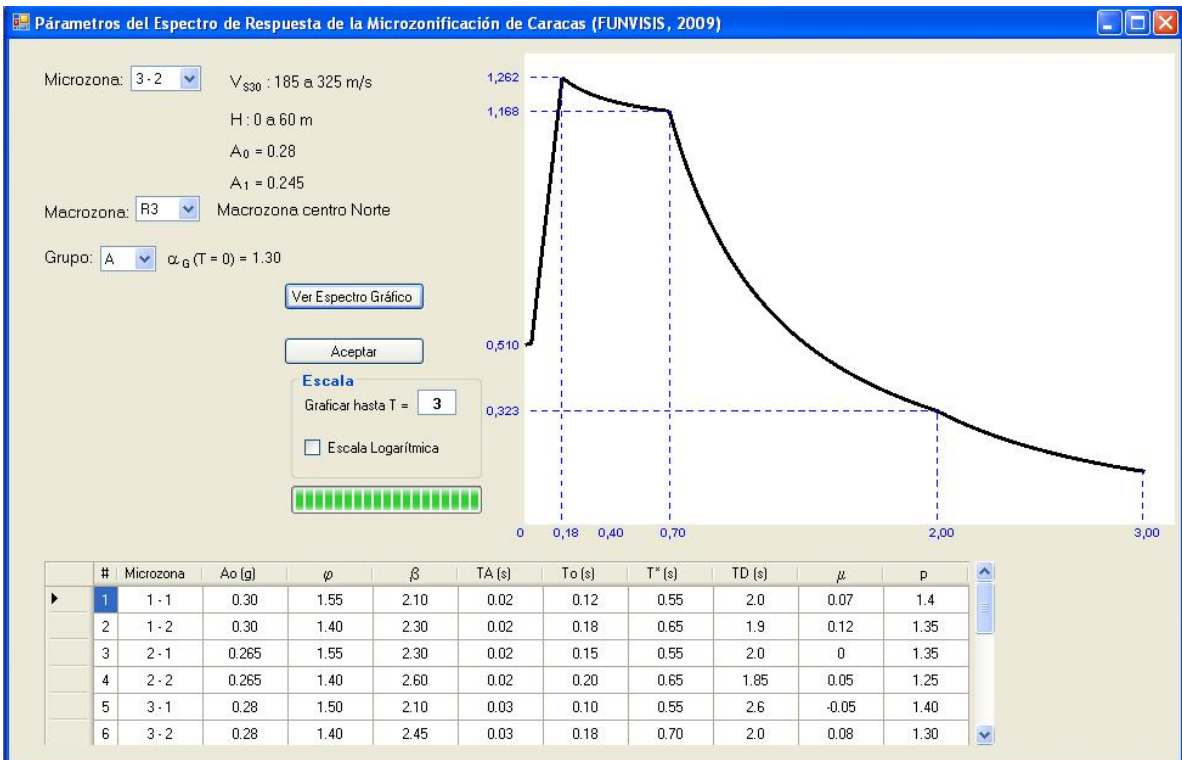 Párametros del Espectro de Respuesta de la Microzonificación de Caracas (FUNVISIS, 2009)
Microzona: 3 - 2
V S30 : 185 a 325 m/s
H : 0 a 60 m
A0 = 0.28
A1 = 0.245
Macrozona: R3 Macrozona centro Norte
Grupo: A α G (T = 0) = 1.30
Ver Espectro Gráfico
Aceptar
Escala
Graficar hasta T = 3
Escala Logarítmica
1,262
1,168
0,510
0,323
0 0,18 0,40 0,70 2,00 3,00
# Microzona Ao (g) φ β TA (s) To (s) T* (s) TD (s) μ p
1 1 - 1 0.30 1.55 2.10 0.02 0.12 0.55 2.0 0.07 1.4
2 1 - 2 0.30 1.40 2.30 0.02 0.18 0.65 1.9 0.12 1.35
3 2 - 1 0.265 1.55 2.30 0.02 0.15 0.55 2.0 0 1.35
4 2 - 2 0.265 1.40 2.60 0.02 0.20 0.65 1.85 0.05 1.25
5 3 - 1 0.28 1.50 2.10 0.03 0.10 0.55 2.6 -0.05 1.40
6 3 - 2 0.28 1.40 2.45 0.03 0.18 0.70 2.0 0.08 1.30